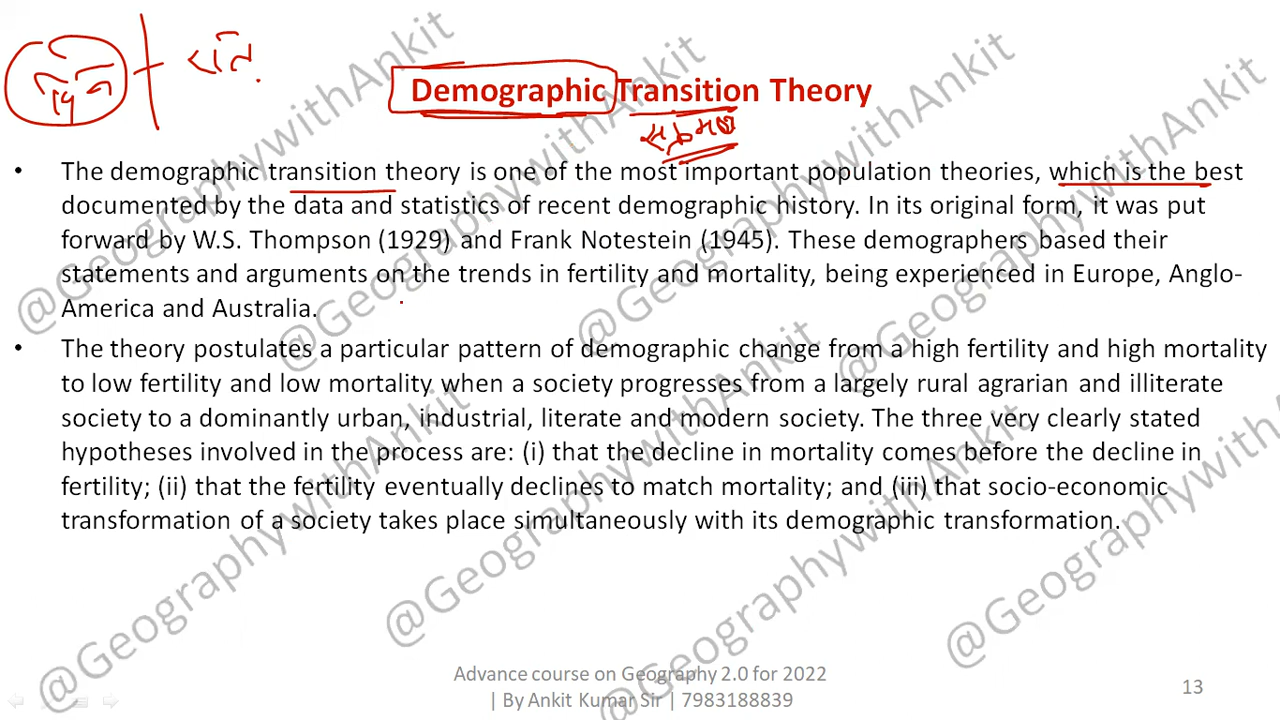 Demographic Transition Theory
• The demographic transition theory is one of the most important population theories, which is the best
documented by the data and statistics of recent demographic history. In its original form, it was put
forward by W.S. Thompson (1929) and Frank Notestein (1945). These demographers based their
statements and arguments on the trends in fertility and mortality, being experienced in Europe, Anglo-
America and Australia.
• The theory postulates a particular pattern of demographic change from a high fertility and high mortality
to low fertility and low mortality when a society progresses from a largely rural agrarian and illiterate
society to a dominantly urban, industrial, literate and modern society. The three very clearly stated
hypotheses involved in the process are: (i) that the decline in mortality comes before the decline in
fertility; (ii) that the fertility eventually declines to match mortality; and (iii) that socio-economic
transformation of a society takes place simultaneously with its demographic transformation.
@GeographywithAnkit
@GeographywithAnkit
@GeographywithAnkit
@GeographywithAnkit
@GeographywithAnkit
@GeographywithAnkit
@GeographywithAnkit
@GeographywithAnkit
Advance course on Geography 2.0 for 2022
| By Ankit Kumar Sir | 7983188839
13